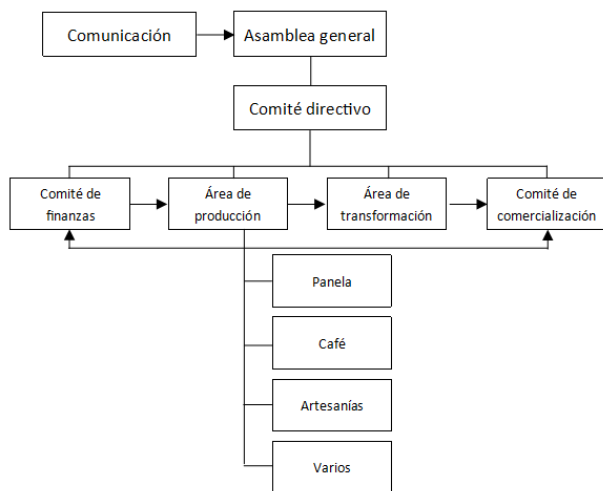 Comunicación
Asamblea general
Comité directivo
Comité de
finanzas
Área de
producción
Área de
transformación
Comité de
comercialización
Panela
Café
Artesanías
Varios